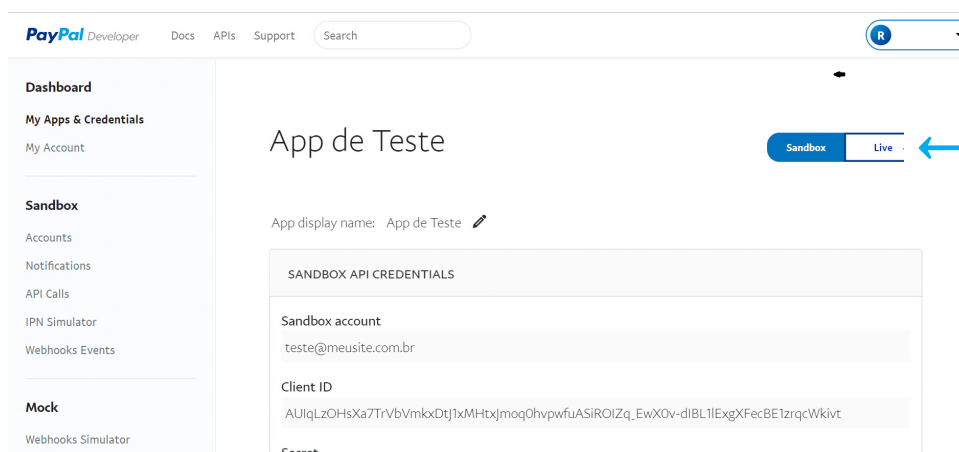 PayPal Developer Docs APIs Support Search R
Dashboard
My Apps & Credentials
My Account
Sandbox
Accounts
Notifications
API Calls
IPN Simulator
Webhooks Events
Mock
Webhooks Simulator
App de Teste
Sandbox Live
App display name: App de Teste
SANDBOX API CREDENTIALS
Sandbox account
teste@meusite.com.br
Client ID
AUIqLzOHsXa7TrVbVmkxDtJ1xMHtxJmoq0hvpwfuASiROIZq_EwX0v-dIBL1lExgXFecBE1zrqcWkivt
Secret